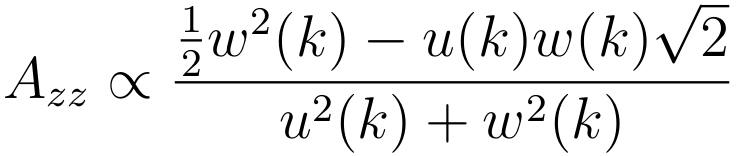 A_{zz} \propto \frac{\frac{1}{2}w^2(k) - u(k)w(k)\sqrt{2}}{u^2(k) + w^2(k)}